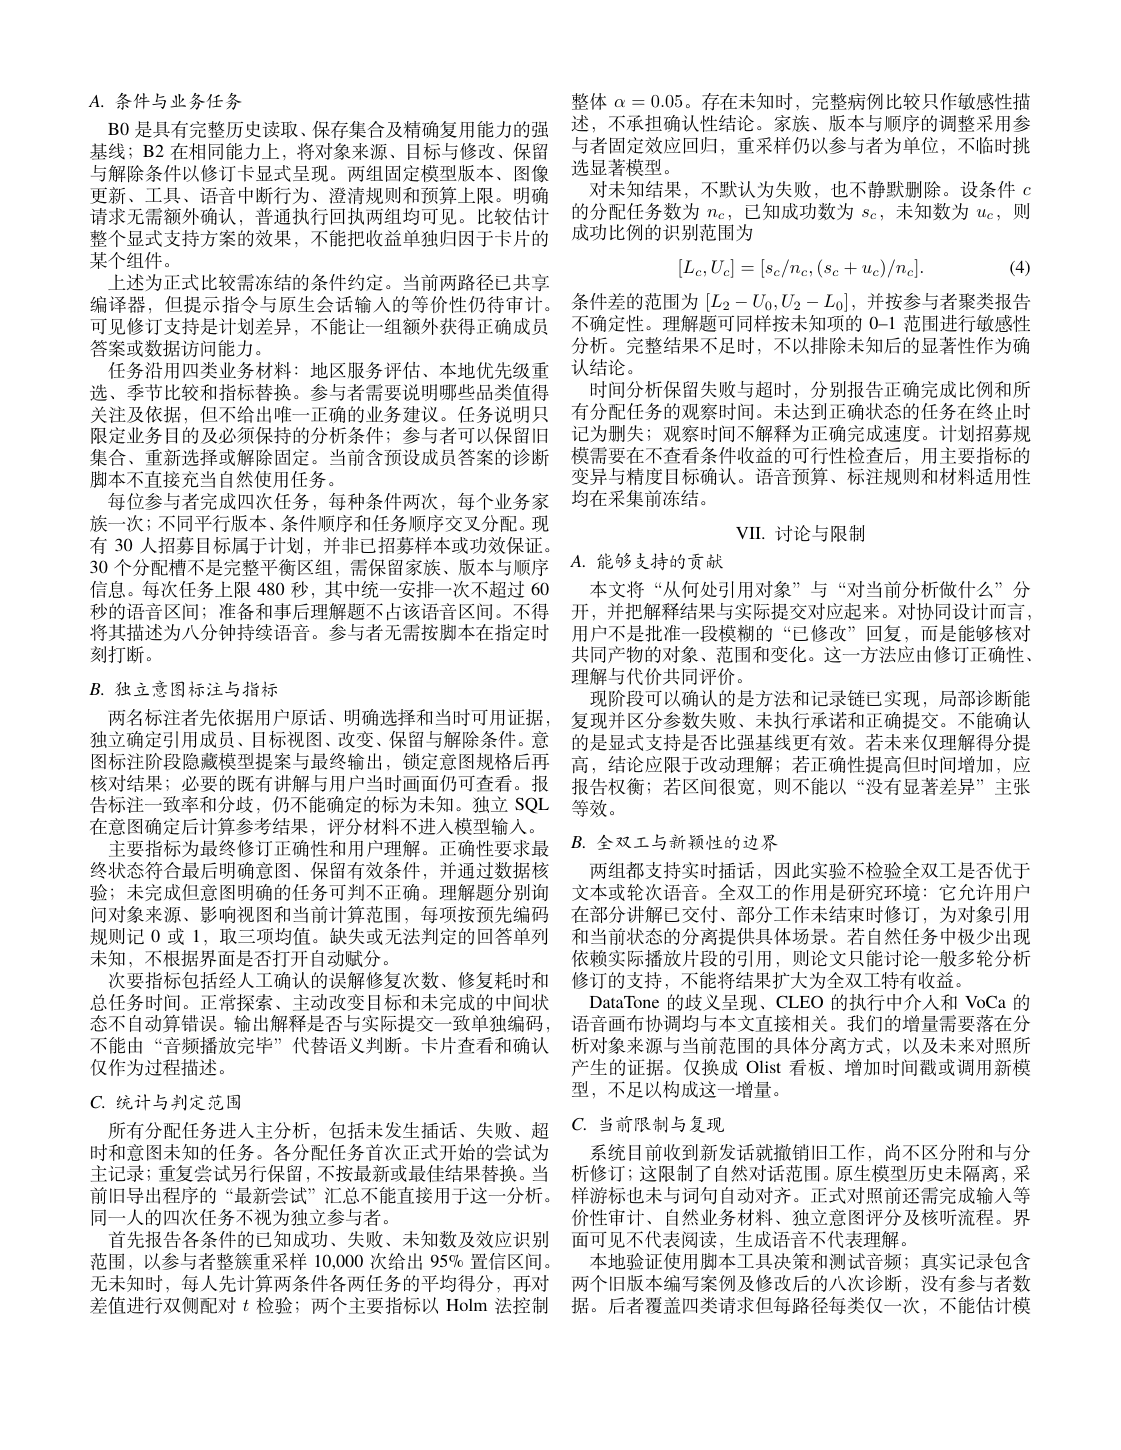 A. 条件与业务任务
B0 是具有完整历史读取、保存集合及精确复用能力的强
基线；B2 在相同能力上，将对象来源、目标与修改、保留
与解除条件以修订卡显式呈现。两组固定模型版本、图像
更新、工具、语音中断行为、澄清规则和预算上限。明确
请求无需额外确认，普通执行回执两组均可见。比较估计
整个显式支持方案的效果，不能把收益单独归因于卡片的
某个组件。
上述为正式比较需冻结的条件约定。当前两路径已共享
编译器，但提示指令与原生会话输入的等价性仍待审计。
可见修订支持是计划差异，不能让一组额外获得正确成员
答案或数据访问能力。
任务沿用四类业务材料：地区服务评估、本地优先级重
选、季节比较和指标替换。参与者需要说明哪些品类值得
关注及依据，但不给出唯一正确的业务建议。任务说明只
限定业务目的及必须保持的分析条件；参与者可以保留旧
集合、重新选择或解除固定。当前含预设成员答案的诊断
脚本不直接充当自然使用任务。
每位参与者完成四次任务，每种条件两次，每个业务家
族一次；不同平行版本、条件顺序和任务顺序交叉分配。现
有 30 人招募目标属于计划，并非已招募样本或功效保证。
30 个分配槽不是完整平衡区组，需保留家族、版本与顺序
信息。每次任务上限 480 秒，其中统一安排一次不超过 60
秒的语音区间；准备和事后理解题不占该语音区间。不得
将其描述为八分钟持续语音。参与者无需按脚本在指定时
刻打断。
B. 独立意图标注与指标
两名标注者先依据用户原话、明确选择和当时可用证据，
独立确定引用成员、目标视图、改变、保留与解除条件。意
图标注阶段隐藏模型提案与最终输出，锁定意图规格后再
核对结果；必要的既有讲解与用户当时画面仍可查看。报
告标注一致率和分歧，仍不能确定的标为未知。独立 SQL
在意图确定后计算参考结果，评分材料不进入模型输入。
主要指标为最终修订正确性和用户理解。正确性要求最
终状态符合最后明确意图、保留有效条件，并通过数据核
验；未完成但意图明确的任务可判不正确。理解题分别询
问对象来源、影响视图和当前计算范围，每项按预先编码
规则记 0 或 1，取三项均值。缺失或无法判定的回答单列
未知，不根据界面是否打开自动赋分。
次要指标包括经人工确认的误解修复次数、修复耗时和
总任务时间。正常探索、主动改变目标和未完成的中间状
态不自动算错误。输出解释是否与实际提交一致单独编码，
不能由“音频播放完毕”代替语义判断。卡片查看和确认
仅作为过程描述。
C. 统计与判定范围
所有分配任务进入主分析，包括未发生插话、失败、超
时和意图未知的任务。各分配任务首次正式开始的尝试为
主记录；重复尝试另行保留，不按最新或最佳结果替换。当
前旧导出程序的“最新尝试”汇总不能直接用于这一分析。
同一人的四次任务不视为独立参与者。
首先报告各条件的已知成功、失败、未知数及效应识别
范围，以参与者整簇重采样 10,000 次给出 95% 置信区间。
无未知时，每人先计算两条件各两任务的平均得分，再对
差值进行双侧配对 t 检验；两个主要指标以 Holm 法控制
整体 α = 0.05。存在未知时，完整病例比较只作敏感性描
述，不承担确认性结论。家族、版本与顺序的调整采用参
与者固定效应回归，重采样仍以参与者为单位，不临时挑
选显著模型。
对未知结果，不默认为失败，也不静默删除。设条件 c
的分配任务数为 n_c，已知成功数为 s_c，未知数为 u_c，则
成功比例的识别范围为
[L_c, U_c] = [s_c/n_c, (s_c + u_c)/n_c]. (4)
条件差的范围为 [L_2 − U_0, U_2 − L_0]，并按参与者聚类报告
不确定性。理解题可同样按未知项的 0–1 范围进行敏感性
分析。完整结果不足时，不以排除未知后的显著性作为确
认结论。
时间分析保留失败与超时，分别报告正确完成比例和所
有分配任务的观察时间。未达到正确状态的任务在终止时
记为删失；观察时间不解释为正确完成速度。计划招募规
模需要在不查看条件收益的可行性检查后，用主要指标的
变异与精度目标确认。语音预算、标注规则和材料适用性
均在采集前冻结。
VII. 讨论与限制
A. 能够支持的贡献
本文将“从何处引用对象”与“对当前分析做什么”分
开，并把解释结果与实际提交对应起来。对协同设计而言，
用户不是批准一段模糊的“已修改”回复，而是能够核对
共同产物的对象、范围和变化。这一方法应由修订正确性、
理解与代价共同评价。
现阶段可以确认的是方法和记录链已实现，局部诊断能
复现并区分参数失败、未执行承诺和正确提交。不能确认
的是显式支持是否比强基线更有效。若未来仅理解得分提
高，结论应限于改动理解；若正确性提高但时间增加，应
报告权衡；若区间很宽，则不能以“没有显著差异”主张
等效。
B. 全双工与新颖性的边界
两组都支持实时插话，因此实验不检验全双工是否优于
文本或轮次语音。全双工的作用是研究环境：它允许用户
在部分讲解已交付、部分工作未结束时修订，为对象引用
和当前状态的分离提供具体场景。若自然任务中极少出现
依赖实际播放片段的引用，则论文只能讨论一般多轮分析
修订的支持，不能将结果扩大为全双工特有收益。
DataTone 的歧义呈现、CLEO 的执行中介入和 VoCa 的
语音画布协调均与本文直接相关。我们的增量需要落在分
析对象来源与当前范围的具体分离方式，以及未来对照所
产生的证据。仅换成 Olist 看板、增加时间戳或调用新模
型，不足以构成这一增量。
C. 当前限制与复现
系统目前收到新发话就撤销旧工作，尚不区分附和与分
析修订；这限制了自然对话范围。原生模型历史未隔离，采
样游标也未与词句自动对齐。正式对照前还需完成输入等
价性审计、自然业务材料、独立意图评分及核听流程。界
面可见不代表阅读，生成语音不代表理解。
本地验证使用脚本工具决策和测试音频；真实记录包含
两个旧版本编写案例及修改后的八次诊断，没有参与者数
据。后者覆盖四类请求但每路径每类仅一次，不能估计模